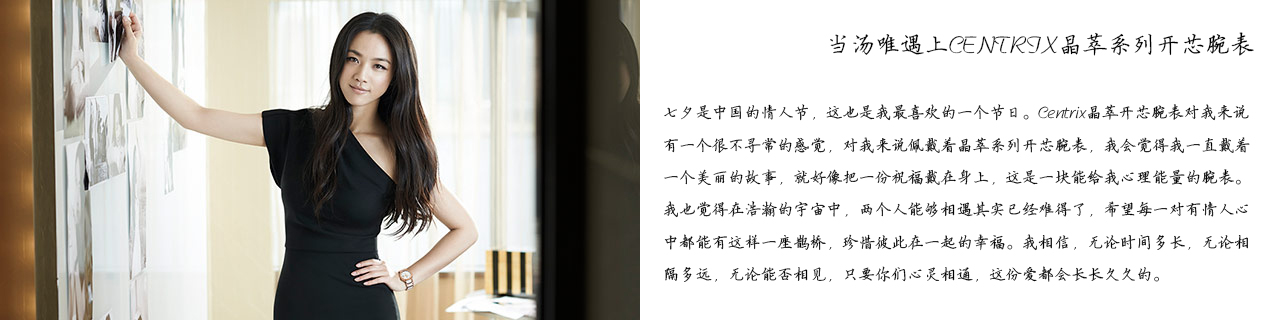 当汤唯遇上CENTRIX晶萃系列开芯腕表
七夕是中国的情人节，这也是我最喜欢的一个节日。Centrix晶萃开芯腕表对我来说
有一个很不寻常的感觉，对我来说佩戴着晶萃系列开芯腕表，我会觉得我一直戴着
一个美丽的故事，就好像把一份祝福戴在身上，这是一块能给我心理能量的腕表。
我也觉得在浩瀚的宇宙中，两个人能够相遇其实已经难得了，希望每一对有情人心
中都能有这样一座鹊桥，珍惜彼此在一起的幸福。我相信，无论时间多长，无论相
隔多远，无论能否相见，只要你们心灵相通，这份爱都会长长久久的。